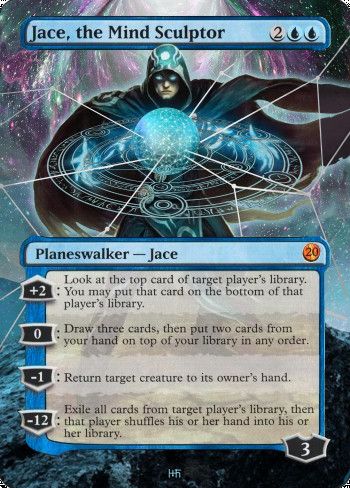 Jace, the Mind Sculptor 2
Planeswalker — Jace 20
Look at the top card of target player's library.
+2 : You may put that card on the bottom of that
player's library.
0 : Draw three cards, then put two cards from
your hand on top of your library in any order.
-1 : Return target creature to its owner's hand.
Exile all cards from target player's library, then
-12 : that player shuffles his or her hand into his or
her library.
3